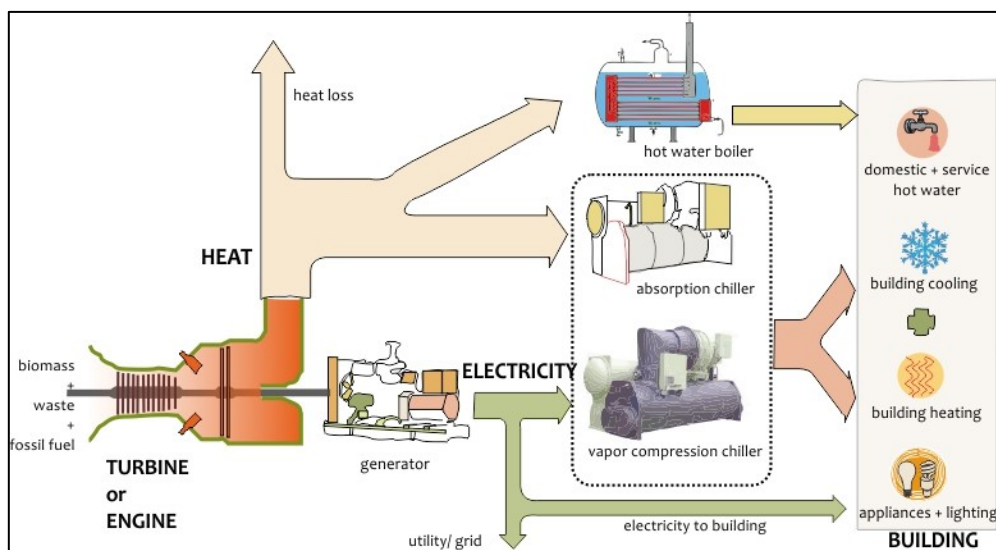 heat loss
hot water boiler
domestic + service
hot water
HEAT
absorption chiller
building cooling
biomass
+
waste
+
fossil fuel
ELECTRICITY
generator
vapor compression chiller
building heating
TURBINE
or
ENGINE
utility/ grid
electricity to building
appliances + lighting
BUILDING